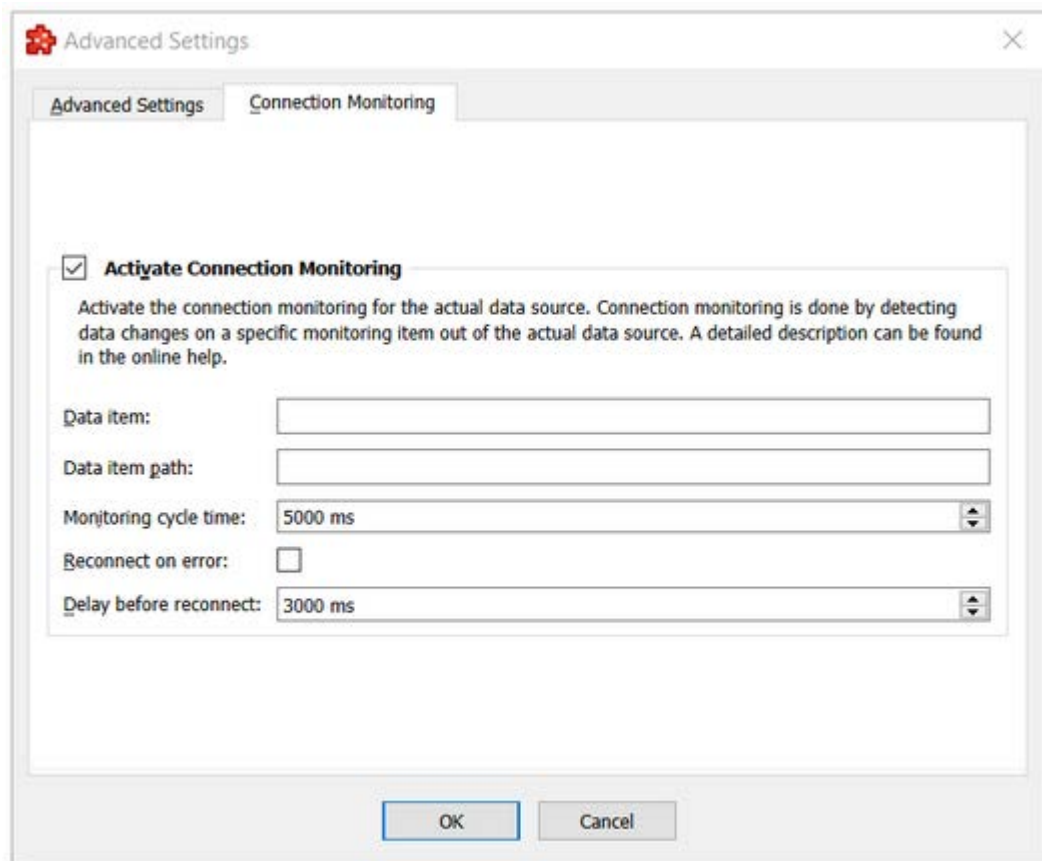 Advanced Settings
Advanced Settings
Connection Monitoring
Activate Connection Monitoring
Activate the connection monitoring for the actual data source. Connection monitoring is done by detecting
data changes on a specific monitoring item out of the actual data source. A detailed description can be found
in the online help.
Data item:
Data item path:
Monitoring cycle time: 5000 ms
Reconnect on error:
Delay before reconnect: 3000 ms
OK Cancel